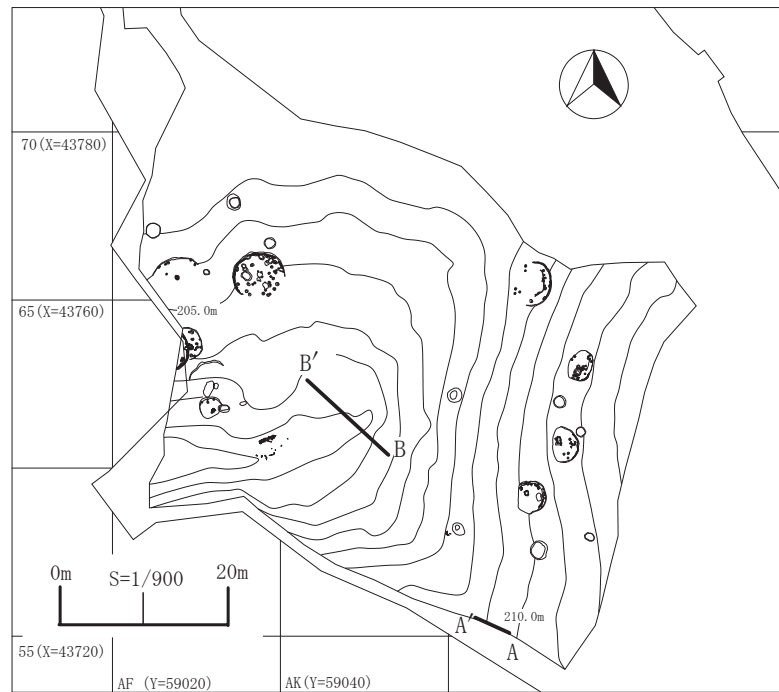 70(X=43780)
65(X=43760)
205.0m
B'
B
0m S=1/900 20m
210.0m
A'
A
55(X=43720)
AF (Y=59020)
AK(Y=59040)